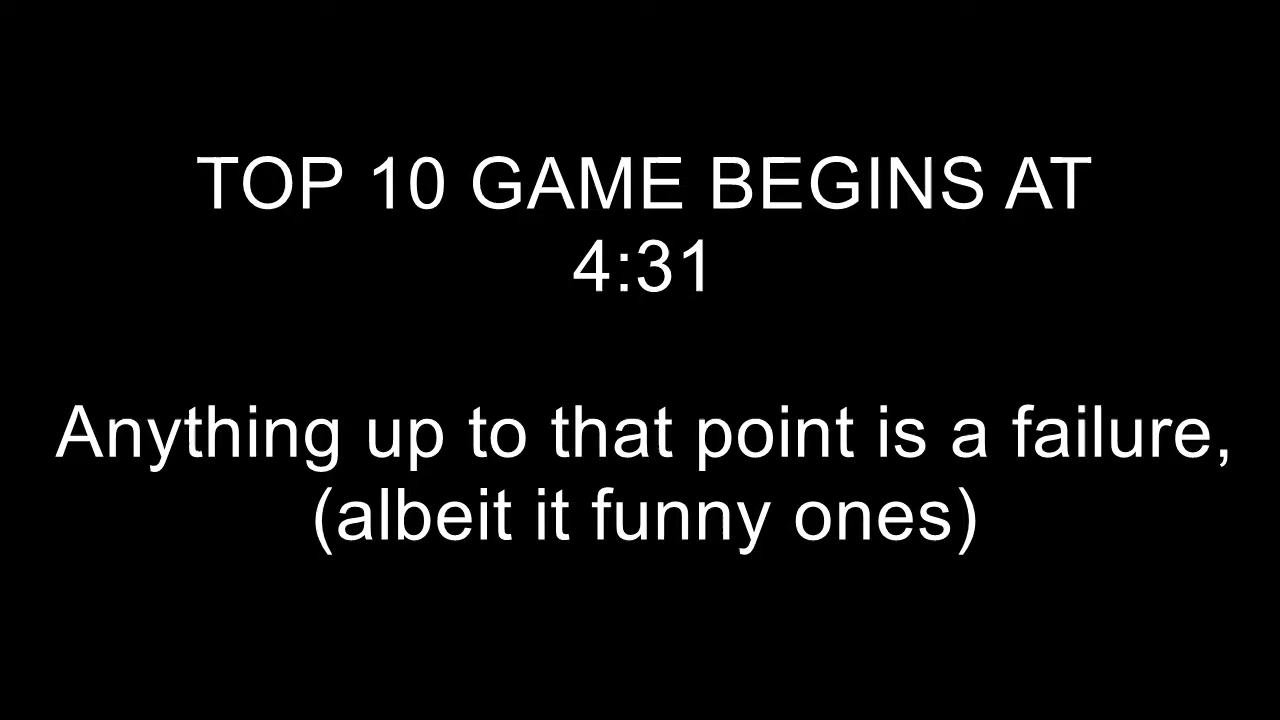 TOP 10 GAME BEGINS AT
4:31
Anything up to that point is a failure,
(albeit it funny ones)